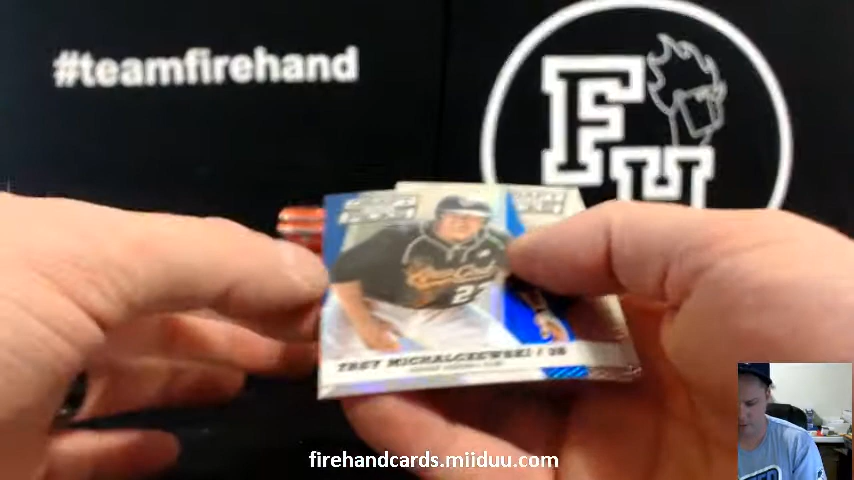 #teamfirehand
FH
27
TREY MICHALCZEWSKI / 3B
firehandcards.miiduu.com